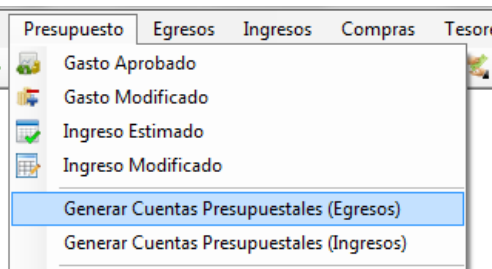 Presupuesto Egresos Ingresos Compras Tesor
Gasto Aprobado
Gasto Modificado
Ingreso Estimado
Ingreso Modificado
Generar Cuentas Presupuestales (Egresos)
Generar Cuentas Presupuestales (Ingresos)